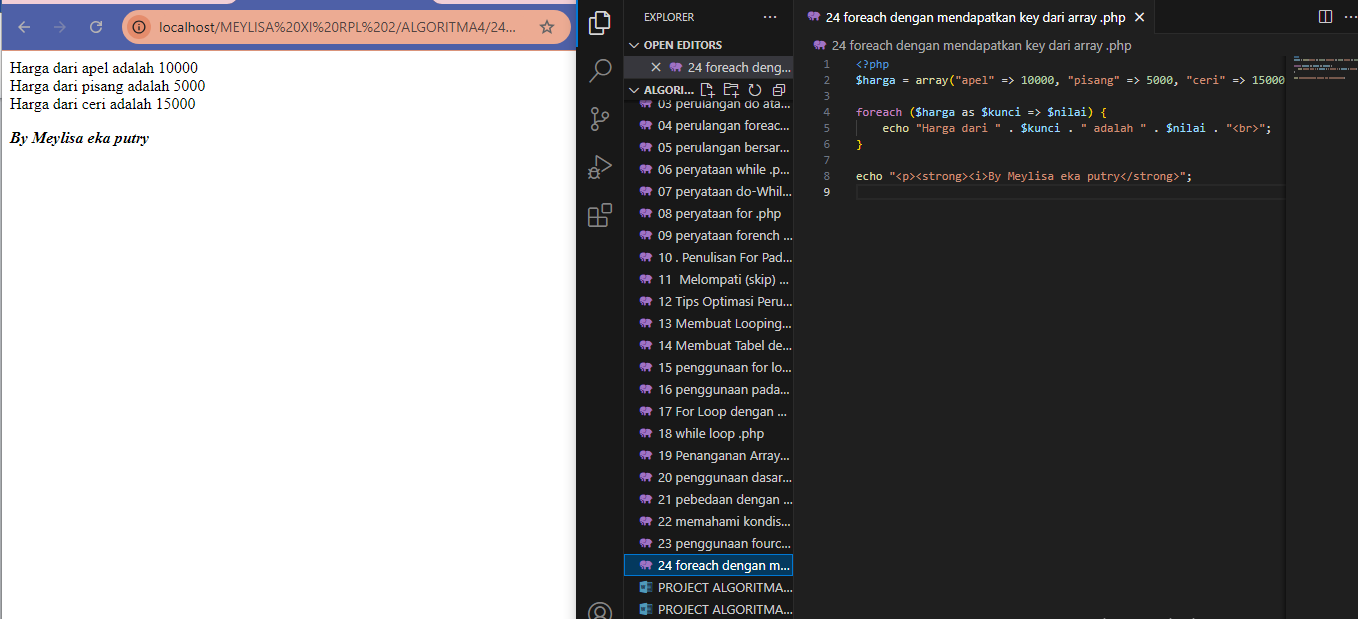 localhost/MEYLISA%20XI%20RPL%202/ALGORITMA4/24...
Harga dari apel adalah 10000
Harga dari pisang adalah 5000
Harga dari ceri adalah 15000
By Meylisa eka putry
EXPLORER
OPEN EDITORS
24 foreach deng...
ALGORI...
03 perulangan do ata...
04 perulangan foreac...
05 perulangan bersar...
06 peryataan while .p...
07 peryataan do-Whil...
08 peryataan for .php
09 peryataan forench ...
10 . Penulisan For Pad...
11  Melompati (skip) ...
12 Tips Optimasi Peru...
13 Membuat Looping...
14 Membuat Tabel de...
15 penggunaan for lo...
16 penggunaan pada...
17 For Loop dengan ...
18 while loop .php
19 Penanganan Array...
20 penggunaan dasar...
21 pebedaan dengan ...
22 memahami kondis...
23 penggunaan fourc...
24 foreach dengan m...
PROJECT ALGORITMA...
PROJECT ALGORITMA...
24 foreach dengan mendapatkan key dari array .php
24 foreach dengan mendapatkan key dari array .php
1 <?php
2 $harga = array("apel" => 10000, "pisang" => 5000, "ceri" => 15000
3
4 foreach ($harga as $kunci => $nilai) {
5     echo "Harga dari " . $kunci . " adalah " . $nilai . "<br>";
6 }
7
8 echo "<p><strong><i>By Meylisa eka putry</strong>";
9